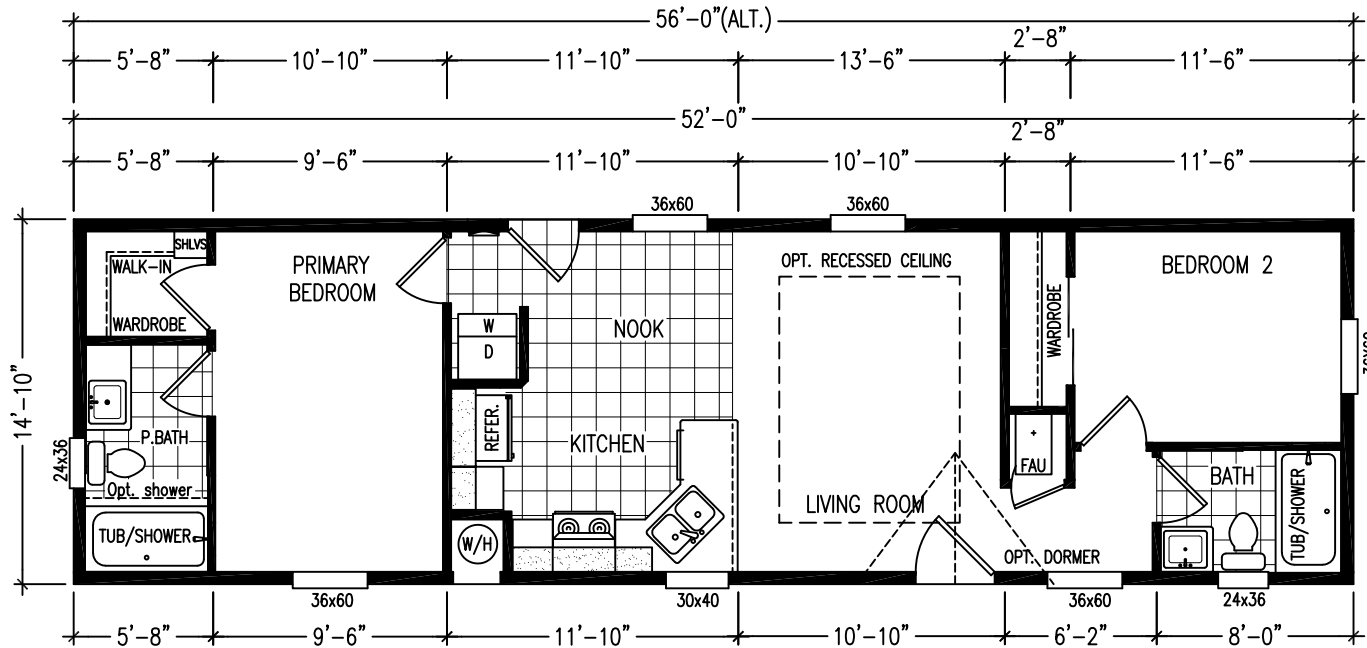 56'-0"(ALT.)
2'-8"
5'-8" 10'-10" 11'-10" 13'-6" 11'-6"
52'-0"
2'-8"
5'-8" 9'-6" 11'-10" 10'-10" 11'-6"
36x60 36x60
SHLVS
WALK-IN
WARDROBE
PRIMARY
BEDROOM
OPT. RECESSED CEILING
BEDROOM 2
W
D
NOOK
WARDROBE
14'-10"
REFER.
KITCHEN
P.BATH
24x36
Opt. shower
TUB/SHOWER
W/H
LIVING ROOM
FAU
BATH
TUB/SHOWER
OPT. DORMER
36x60 30x40 36x60 24x36
5'-8" 9'-6" 11'-10" 10'-10" 6'-2" 8'-0"